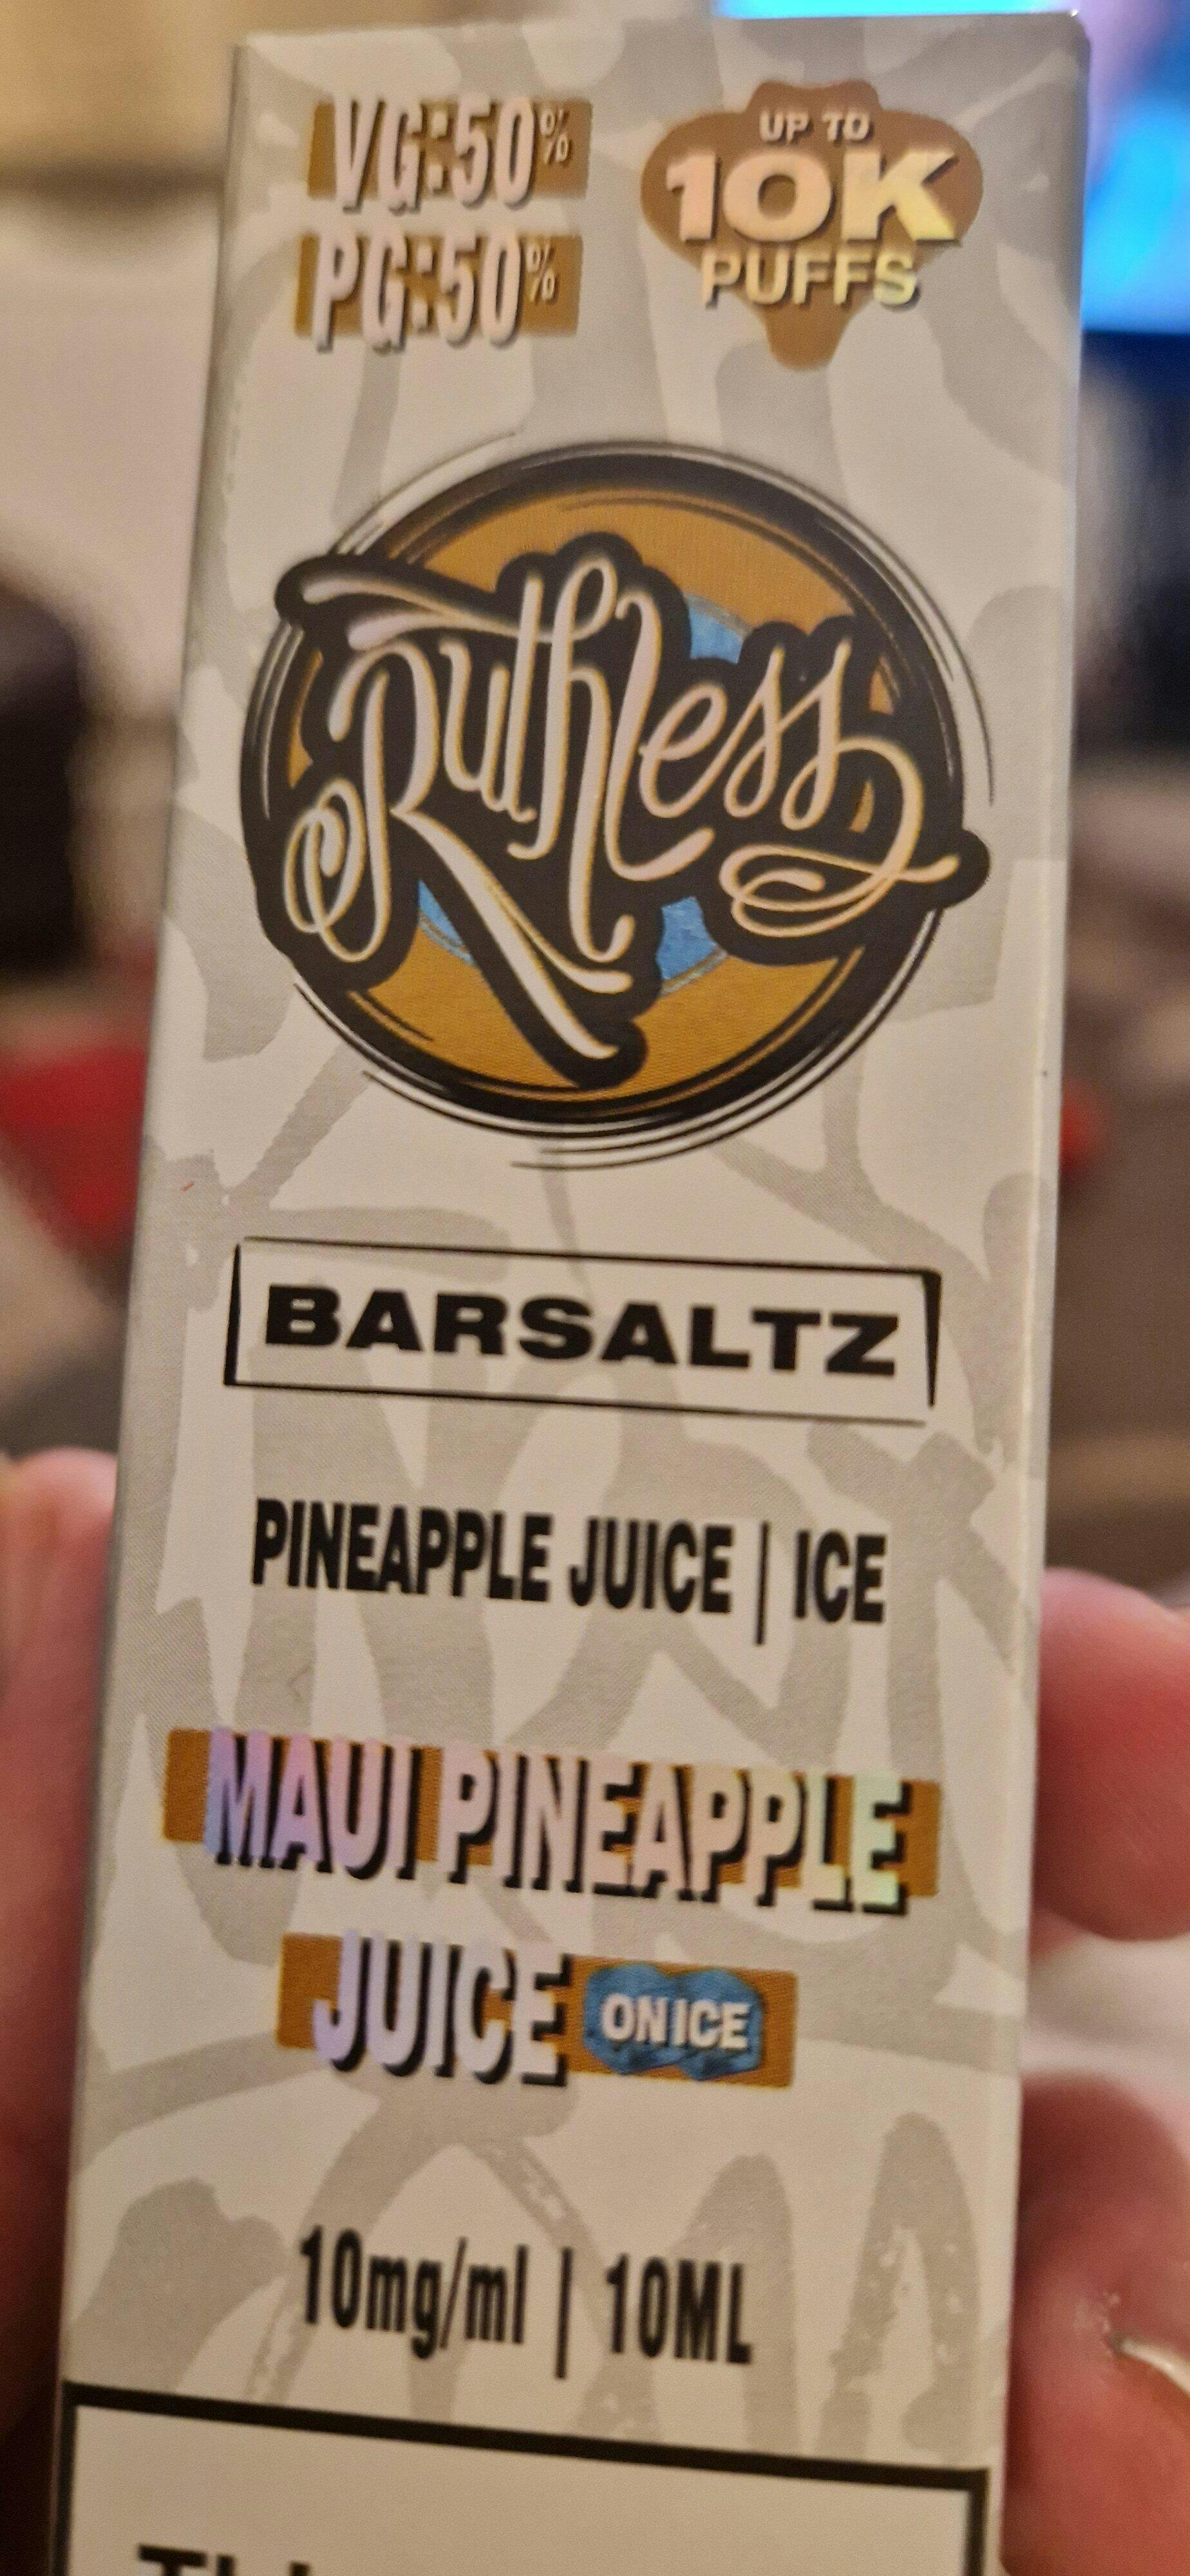 VG:50%
PG:50%
UP TO
10K
PUFFS
Ruthless
BARSALTZ
PINEAPPLE JUICE | ICE
MAUI PINEAPPLE
JUICE ON ICE
10mg/ml | 10ML